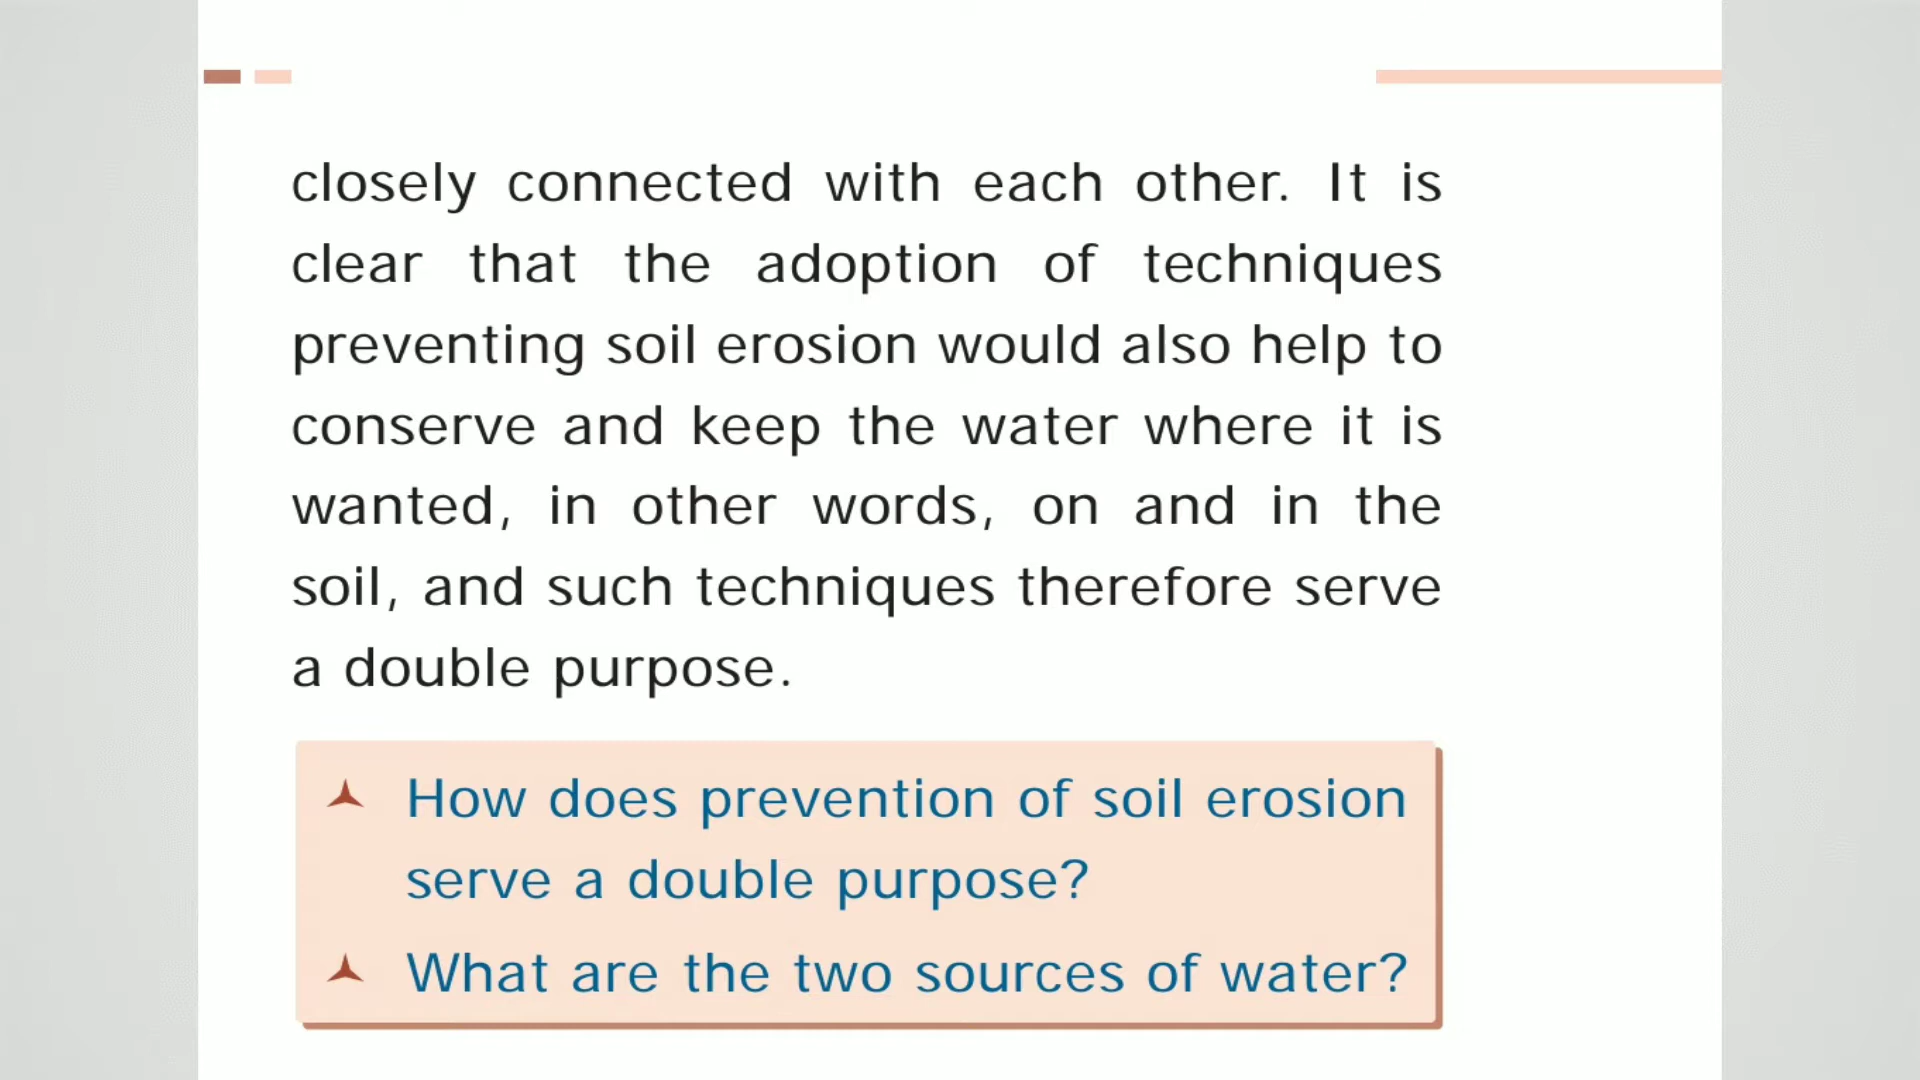 closely connected with each other. It is
clear that the adoption of techniques
preventing soil erosion would also help to
conserve and keep the water where it is
wanted, in other words, on and in the
soil, and such techniques therefore serve
a double purpose.
How does prevention of soil erosion
serve a double purpose?
What are the two sources of water?